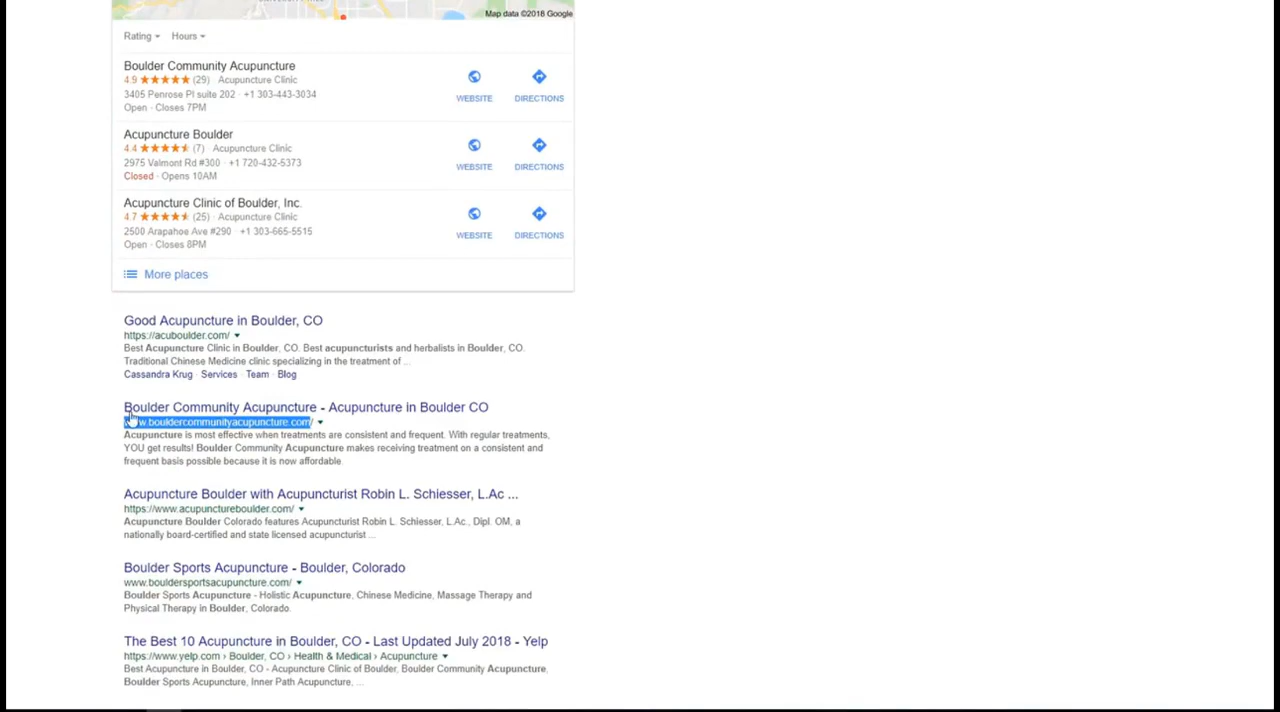 Map data ©2018 Google
Rating Hours
Boulder Community Acupuncture
4.9 (29) · Acupuncture Clinic
3405 Penrose Pl suite 202 · +1 303-443-3034
Open · Closes 7PM
WEBSITE DIRECTIONS
Acupuncture Boulder
4.4 (7) · Acupuncture Clinic
2975 Valmont Rd #300 · +1 720-432-5373
Closed · Opens 10AM
WEBSITE DIRECTIONS
Acupuncture Clinic of Boulder, Inc.
4.7 (25) · Acupuncture Clinic
2500 Arapahoe Ave #290 · +1 303-665-5515
Open · Closes 8PM
WEBSITE DIRECTIONS
More places
Good Acupuncture in Boulder, CO
https://acuboulder.com/
Best Acupuncture Clinic in Boulder, CO. Best acupuncturists and herbalists in Boulder, CO.
Traditional Chinese Medicine clinic specializing in the treatment of ...
Cassandra Krug · Services · Team · Blog
Boulder Community Acupuncture - Acupuncture in Boulder CO
www.bouldercommunityacupuncture.com/
Acupuncture is most effective when treatments are consistent and frequent. With regular treatments,
YOU get results! Boulder Community Acupuncture makes receiving treatment on a consistent and
frequent basis possible because it is now affordable.
Acupuncture Boulder with Acupuncturist Robin L. Schiesser, L.Ac ...
https://www.acupunctureboulder.com/
Acupuncture Boulder Colorado features Acupuncturist Robin L. Schiesser, L.Ac., Dipl. OM, a
nationally board-certified and state licensed acupuncturist ...
Boulder Sports Acupuncture - Boulder, Colorado
www.bouldersportsacupuncture.com/
Boulder Sports Acupuncture - Holistic Acupuncture, Chinese Medicine, Massage Therapy and
Physical Therapy in Boulder, Colorado.
The Best 10 Acupuncture in Boulder, CO - Last Updated July 2018 - Yelp
https://www.yelp.com › Boulder, CO › Health & Medical › Acupuncture
Best Acupuncture in Boulder, CO - Acupuncture Clinic of Boulder, Boulder Community Acupuncture,
Boulder Sports Acupuncture, Inner Path Acupuncture, ...